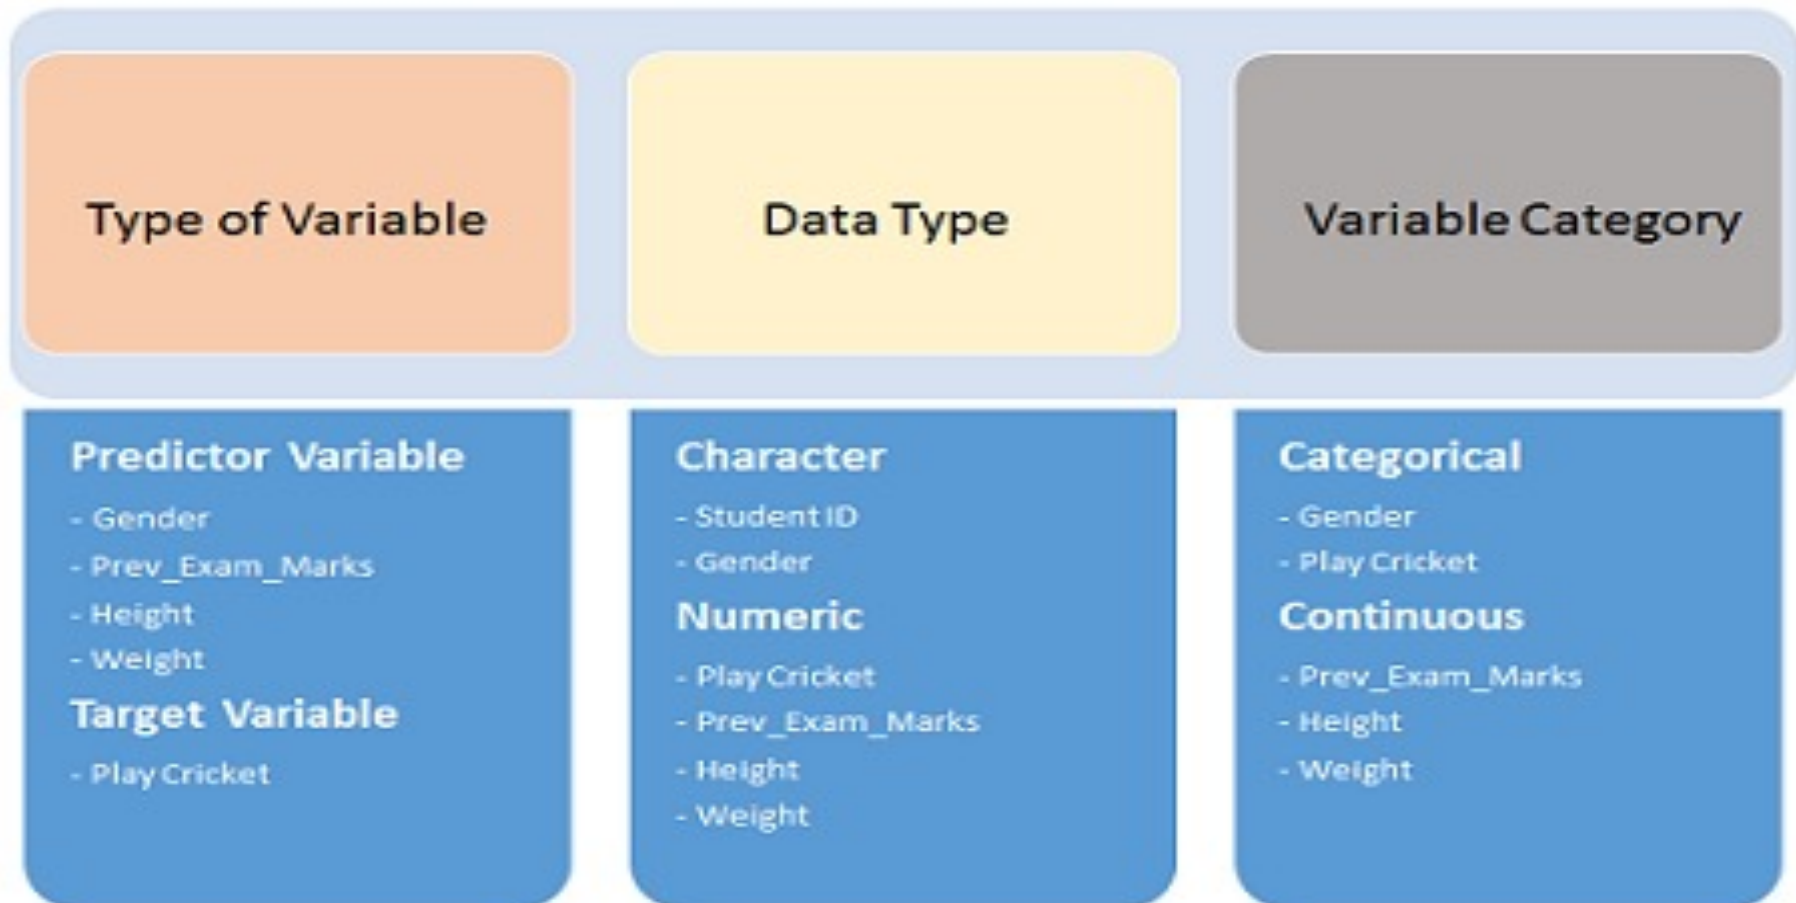 Type of Variable
Data Type
Variable Category
Predictor Variable
- Gender
- Prev_Exam_Marks
- Height
- Weight
Target Variable
- Play Cricket
Character
- Student ID
- Gender
Numeric
- Play Cricket
- Prev_Exam_Marks
- Height
- Weight
Categorical
- Gender
- Play Cricket
Continuous
- Prev_Exam_Marks
- Height
- Weight